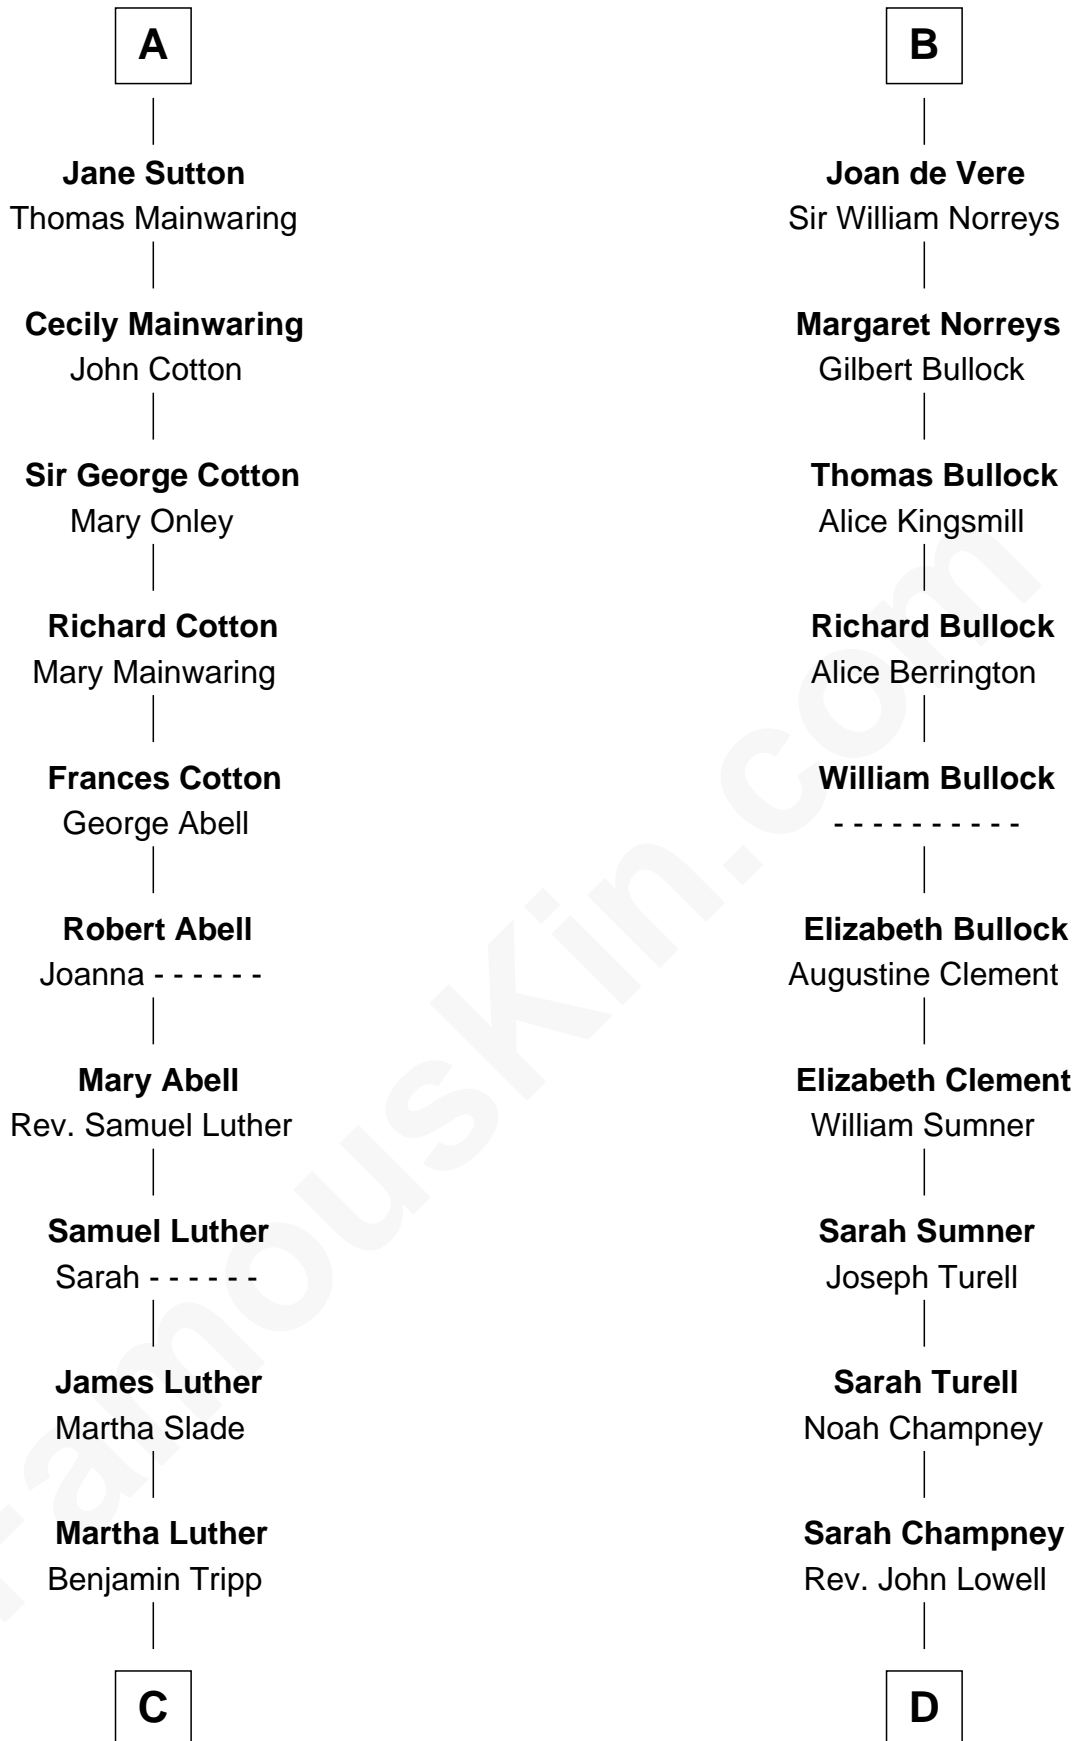 A
Jane Sutton
Thomas Mainwaring
Cecily Mainwaring
John Cotton
Sir George Cotton
Mary Onley
Richard Cotton
Mary Mainwaring
Frances Cotton
George Abell
Robert Abell
Joanna - - - - - -
Mary Abell
Rev. Samuel Luther
Samuel Luther
Sarah - - - - - -
James Luther
Martha Slade
Martha Luther
Benjamin Tripp
C
B
Joan de Vere
Sir William Norreys
Margaret Norreys
Gilbert Bullock
Thomas Bullock
Alice Kingsmill
Richard Bullock
Alice Berrington
William Bullock
- - - - - - - - - -
Elizabeth Bullock
Augustine Clement
Elizabeth Clement
William Sumner
Sarah Sumner
Joseph Turell
Sarah Turell
Noah Champney
Sarah Champney
Rev. John Lowell
D
FamousKin.com